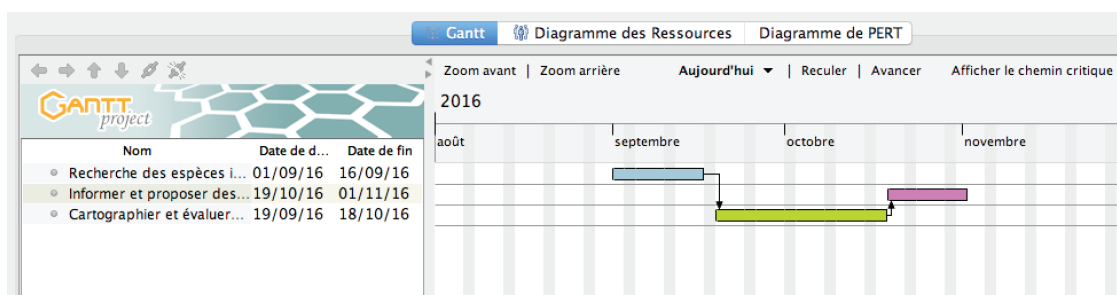 Gantt Diagramme des Ressources Diagramme de PERT
Zoom avant | Zoom arrière Aujourd'hui | Reculer | Avancer Afficher le chemin critique
GANTT
project
2016
août septembre octobre novembre
Nom Date de d... Date de fin
Recherche des espèces i... 01/09/16 16/09/16
Informer et proposer des... 19/10/16 01/11/16
Cartographier et évaluer... 19/09/16 18/10/16